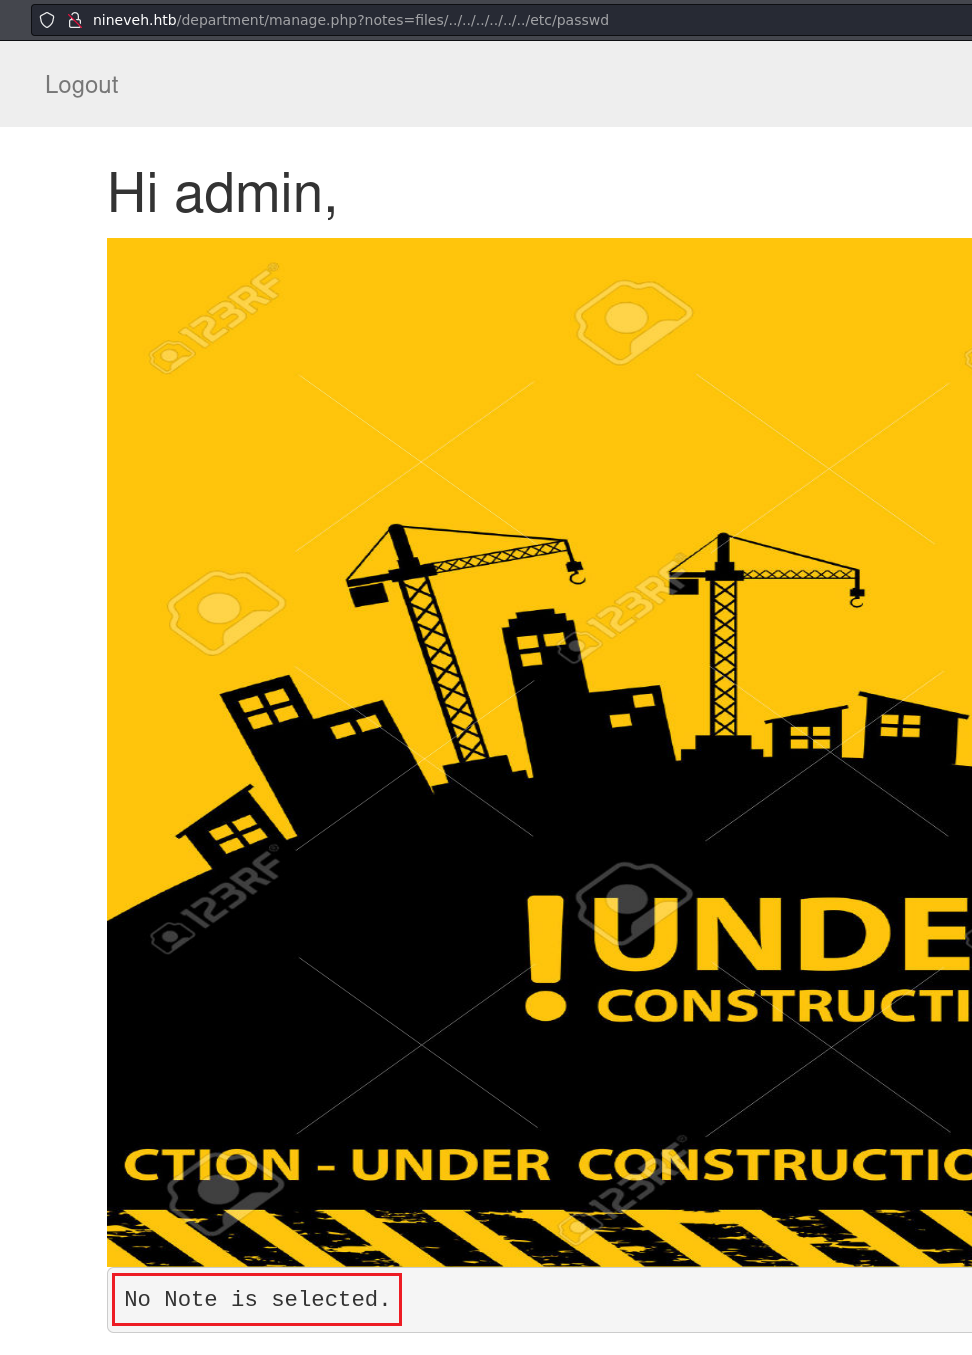 nineveh.htb/department/manage.php?notes=files/../../../../../../etc/passwd
Logout
Hi admin,
123RF
123RF
123RF
! UNDE
CONSTRUCTI
CTION - UNDER CONSTRUCTIO
123RF
No Note is selected.